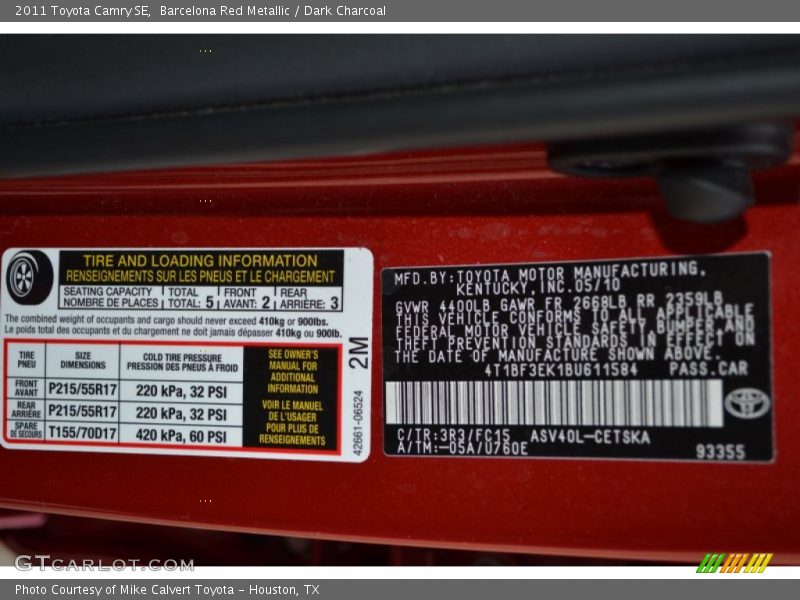 2011 Toyota Camry SE, Barcelona Red Metallic / Dark Charcoal
TIRE AND LOADING INFORMATION
RENSEIGNEMENTS SUR LES PNEUS ET LE CHARGEMENT
SEATING CAPACITY TOTAL FRONT REAR
NOMBRE DE PLACES TOTAL: 5 AVANT: 2 ARRIÈRE: 3
The combined weight of occupants and cargo should never exceed 410kg or 900lbs.
Le poids total des occupants et du chargement ne doit jamais dépasser 410kg ou 900lb.
TIRE SIZE COLD TIRE PRESSURE
PNEU DIMENSIONS PRESSION DES PNEUS À FROID
FRONT
AVANT P215/55R17 220 kPa, 32 PSI
REAR
ARRIÈRE P215/55R17 220 kPa, 32 PSI
SPARE
DE SECOURS T155/70D17 420 kPa, 60 PSI
SEE OWNER'S
MANUAL FOR
ADDITIONAL
INFORMATION
VOIR LE MANUEL
DE L'USAGER
POUR PLUS DE
RENSEIGNEMENTS
2M
42661-06524
MFD.BY:TOYOTA MOTOR MANUFACTURING,
KENTUCKY,INC.05/10
GVWR 4400LB GAWR FR 2668LB RR 2359LB
THIS VEHICLE CONFORMS TO ALL APPLICABLE
FEDERAL MOTOR VEHICLE SAFETY BUMPER,AND
THEFT PREVENTION STANDARDS IN EFFECT ON
THE DATE OF MANUFACTURE SHOWN ABOVE.
4T1BF3EK1BU611584 PASS.CAR
C/TR:3R3/FC15 ASV40L-CETSKA
A/TM:-05A/U760E
93355
GTCARLOT.COM
Photo Courtesy of Mike Calvert Toyota - Houston, TX